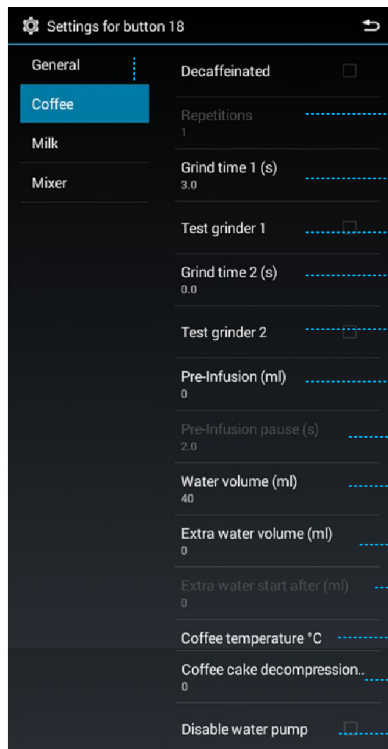 Settings for button 18
General
Coffee
Milk
Mixer
Decaffeinated
Repetitions
1
Grind time 1 (s)
3.0
Test grinder 1
Grind time 2 (s)
0.0
Test grinder 2
Pre-Infusion (ml)
0
Pre-Infusion pause (s)
2.0
Water volume (ml)
40
Extra water volume (ml)
0
Extra water start after (ml)
0
Coffee temperature °C
Coffee cake decompression..
0
Disable water pump